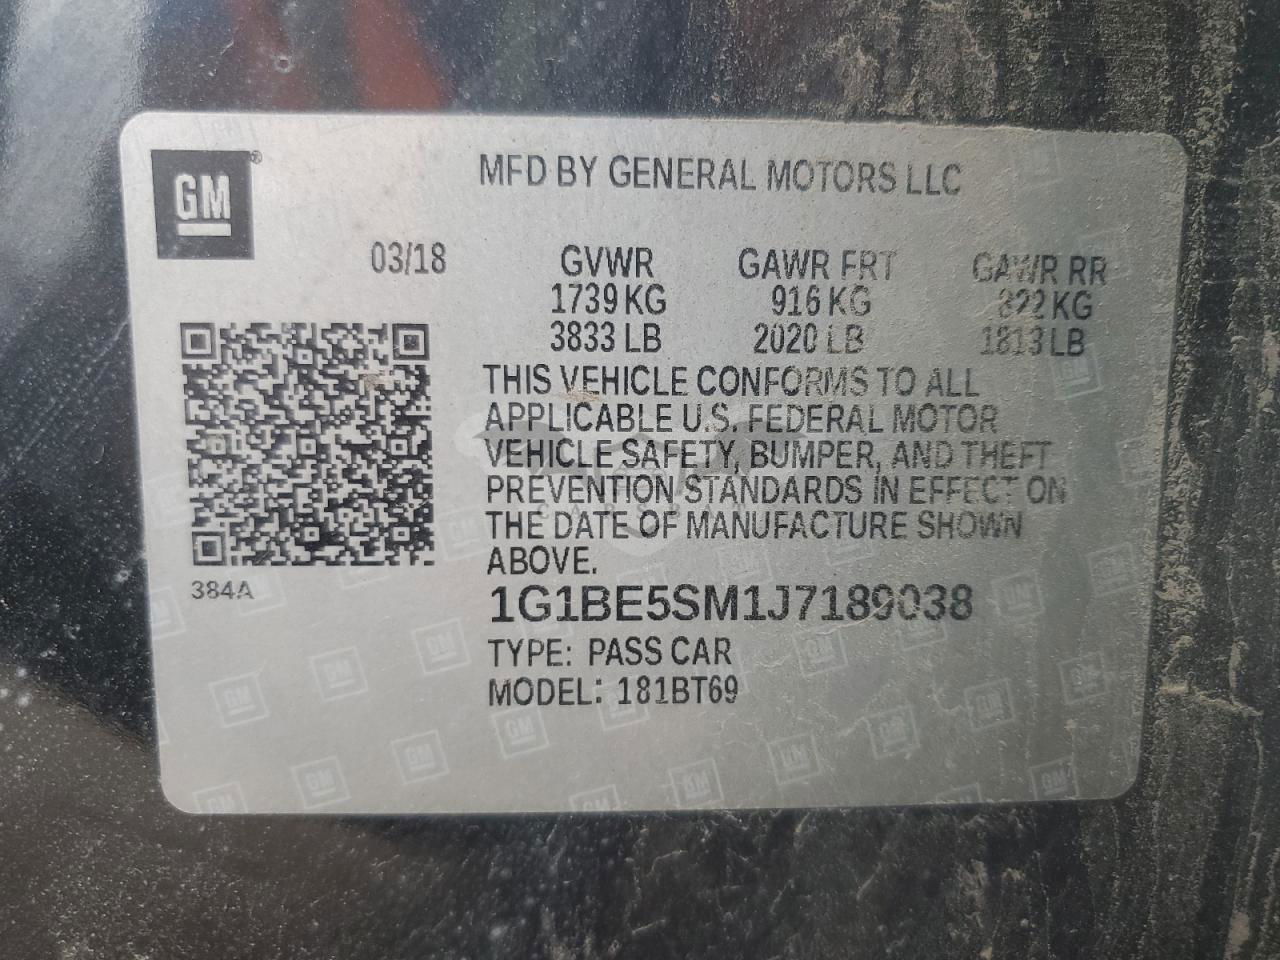 GM®
MFD BY GENERAL MOTORS LLC
03/18 GVWR GAWR FRT GAWR RR
1739 KG 916 KG 822 KG
3833 LB 2020 LB 1813 LB
THIS VEHICLE CONFORMS TO ALL
APPLICABLE U.S. FEDERAL MOTOR
VEHICLE SAFETY, BUMPER, AND THEFT
PREVENTION STANDARDS IN EFFECT ON
THE DATE OF MANUFACTURE SHOWN
ABOVE.
384A
1G1BE5SM1J7189038
TYPE: PASS CAR
MODEL: 181BT69